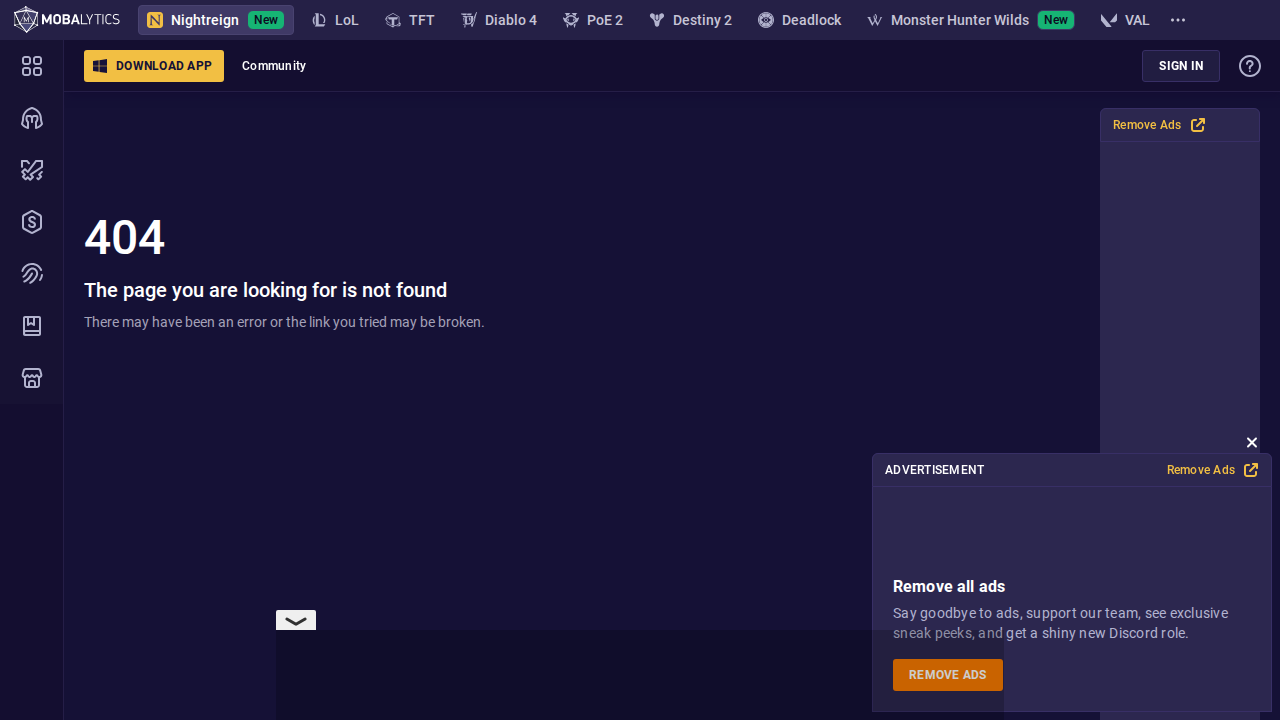 MOBALYTICS
Nightreign New
LoL
TFT
Diablo 4
PoE 2
Destiny 2
Deadlock
Monster Hunter Wilds New
VAL
DOWNLOAD APP
Community
SIGN IN
Remove Ads
404
The page you are looking for is not found
There may have been an error or the link you tried may be broken.
ADVERTISEMENT
Remove Ads
Remove all ads
Say goodbye to ads, support our team, see exclusive
sneak peeks, and get a shiny new Discord role.
REMOVE ADS